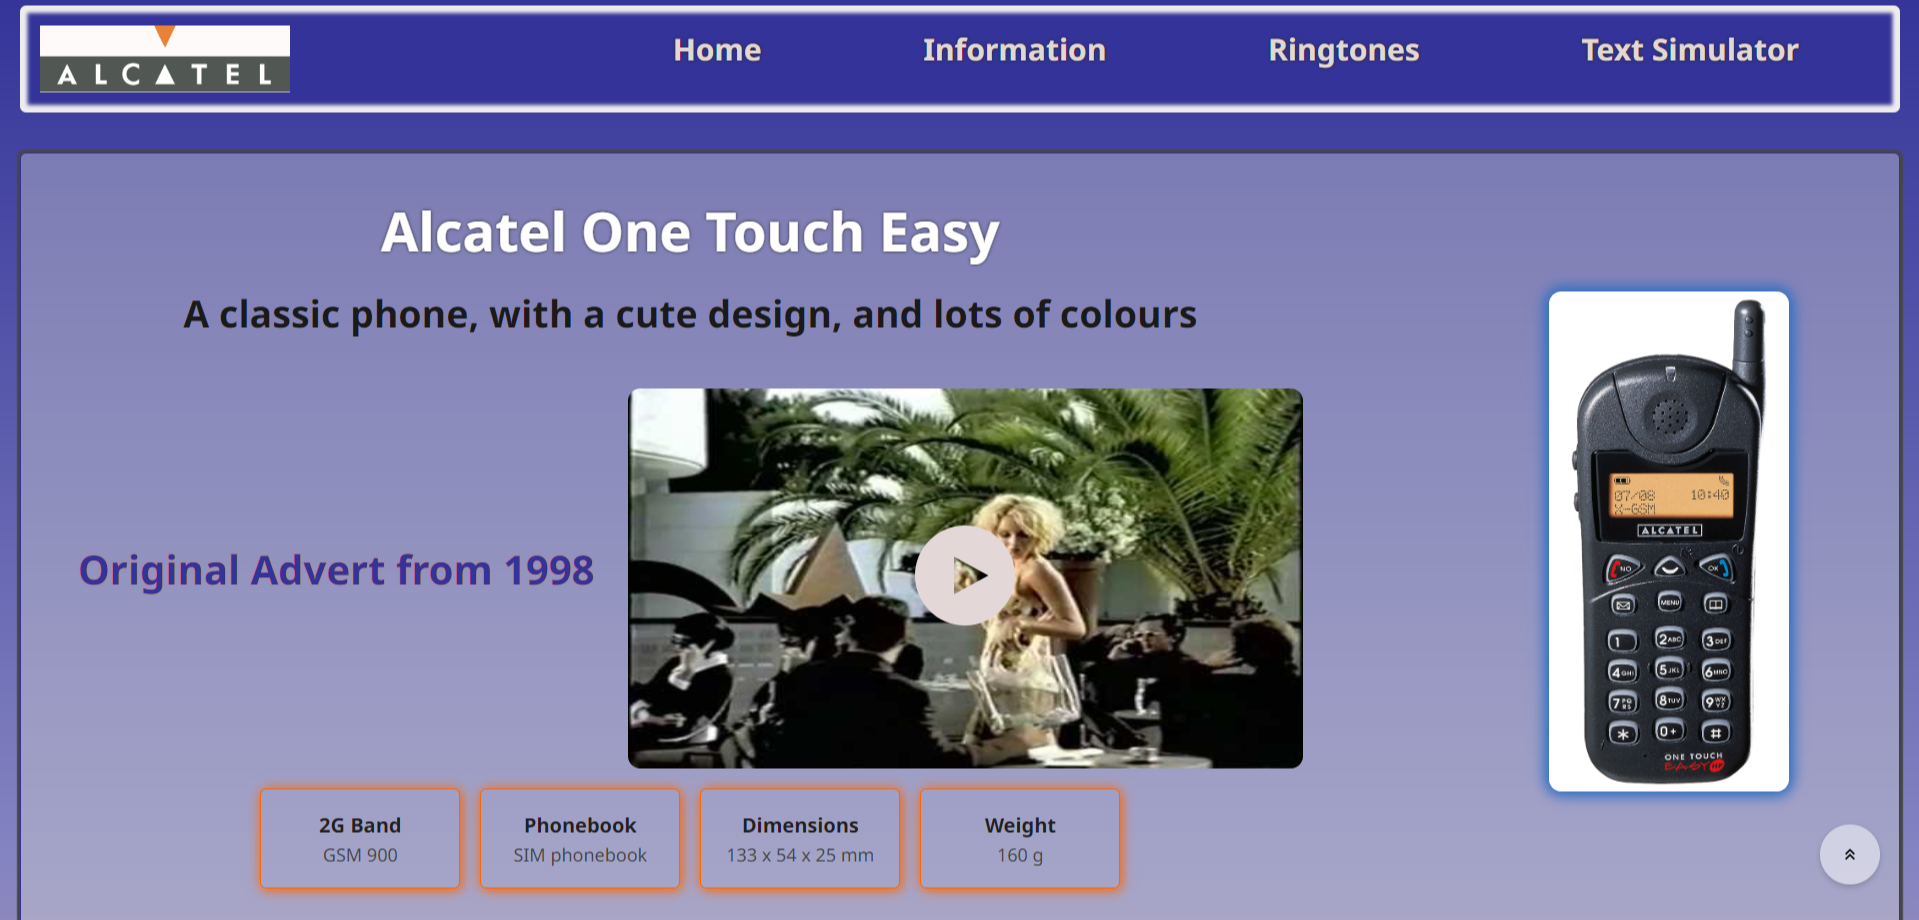 ALCATEL
Home
Information
Ringtones
Text Simulator
Alcatel One Touch Easy
A classic phone, with a cute design, and lots of colours
Original Advert from 1998
07/08 10:40
X-GSM
ALCATEL
NO OK
MENU
1 2ABC 3DEF
4GHI 5JKL 6MNO
7PQRS 8TUV 9WXYZ
* 0+ #
ONE TOUCH
EASY HF
2G Band
GSM 900
Phonebook
SIM phonebook
Dimensions
133 x 54 x 25 mm
Weight
160 g